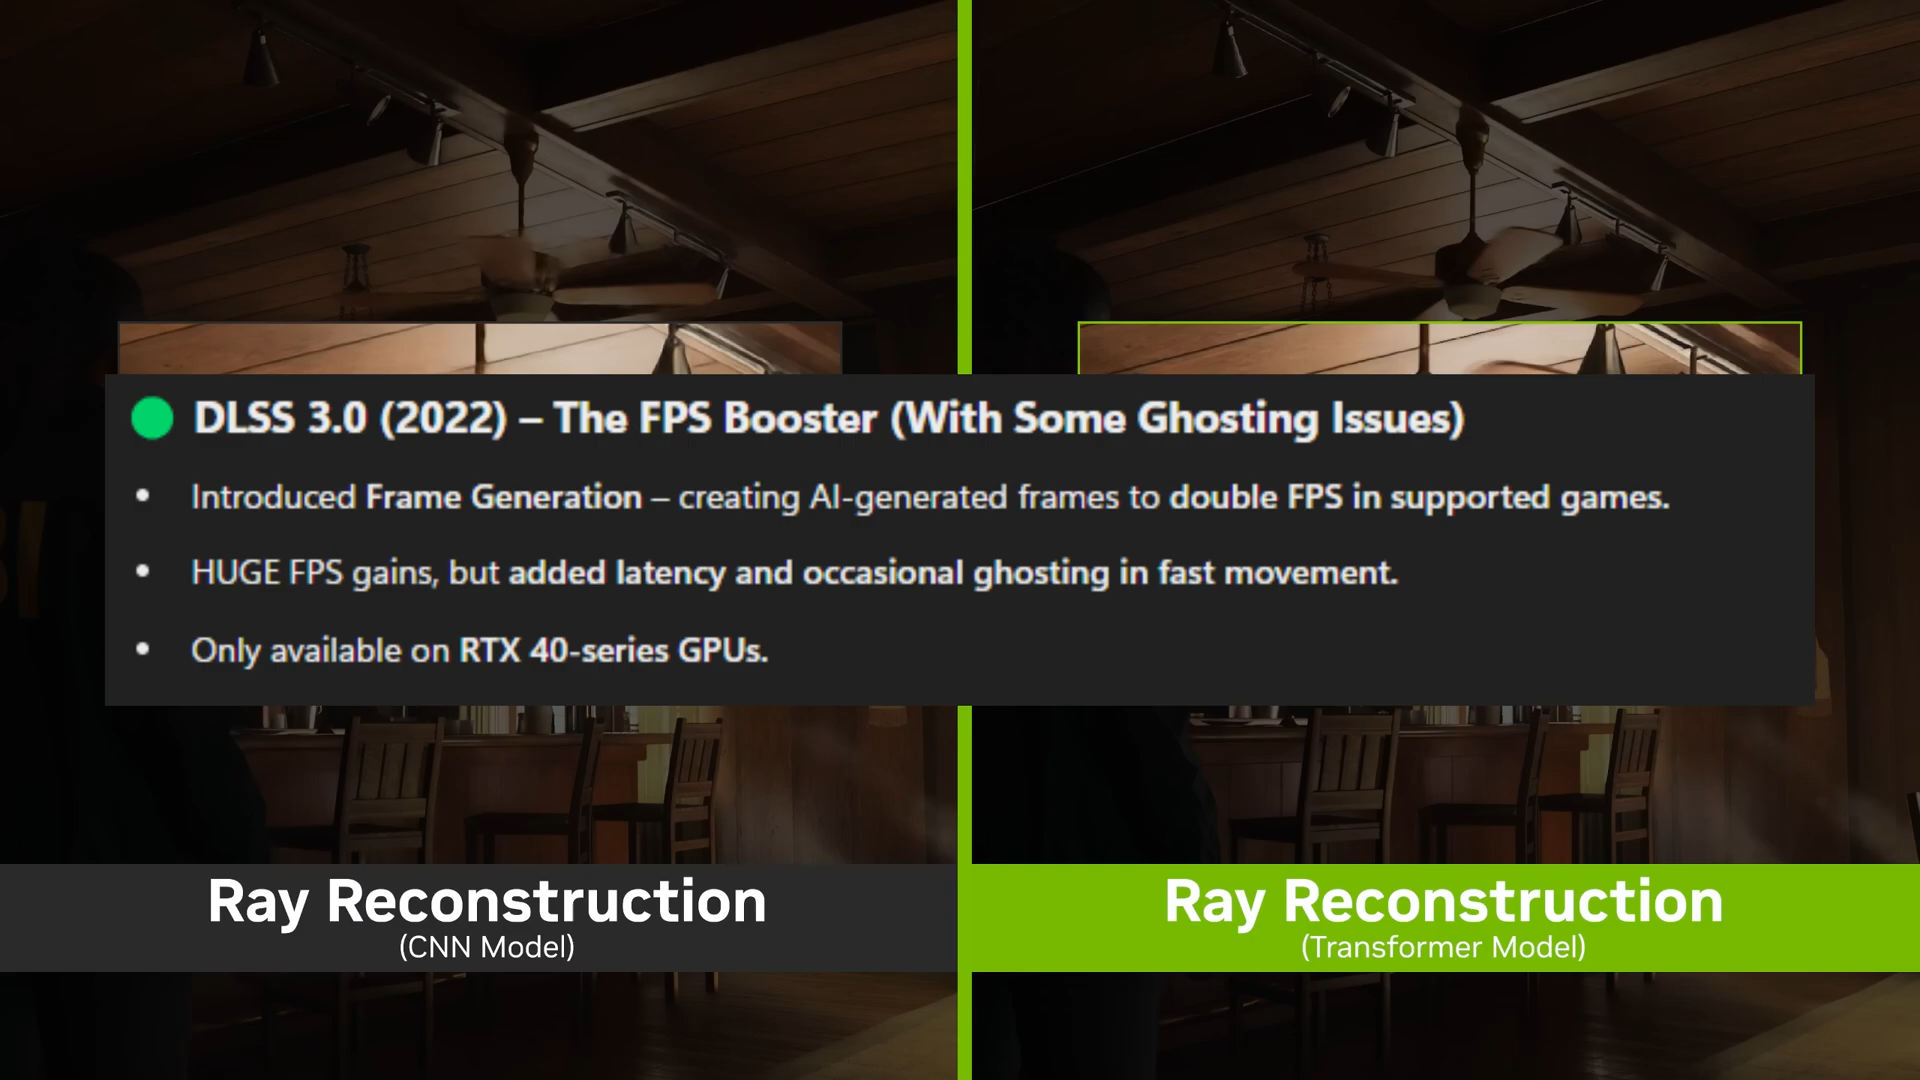 DLSS 3.0 (2022) – The FPS Booster (With Some Ghosting Issues)
• Introduced Frame Generation – creating AI-generated frames to double FPS in supported games.
• HUGE FPS gains, but added latency and occasional ghosting in fast movement.
• Only available on RTX 40-series GPUs.
Ray Reconstruction
(CNN Model)
Ray Reconstruction
(Transformer Model)